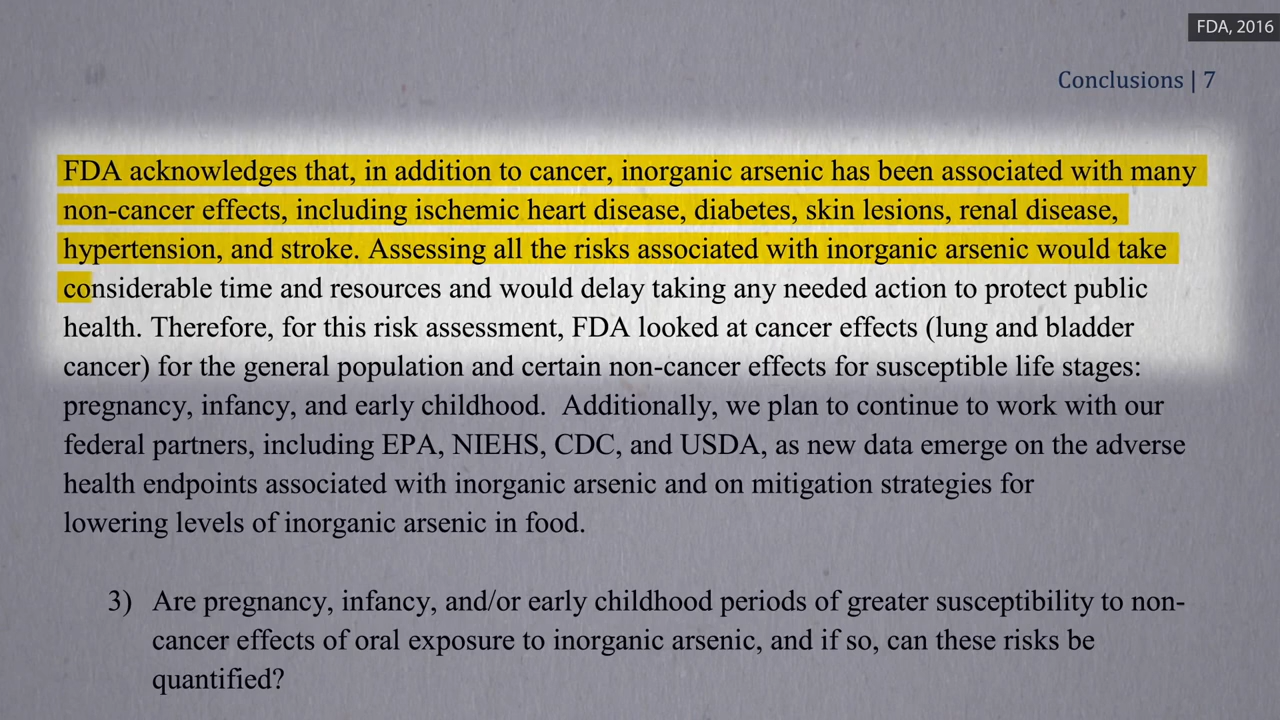 FDA, 2016
Conclusions | 7
FDA acknowledges that, in addition to cancer, inorganic arsenic has been associated with many
non-cancer effects, including ischemic heart disease, diabetes, skin lesions, renal disease,
hypertension, and stroke. Assessing all the risks associated with inorganic arsenic would take
considerable time and resources and would delay taking any needed action to protect public
health. Therefore, for this risk assessment, FDA looked at cancer effects (lung and bladder
cancer) for the general population and certain non-cancer effects for susceptible life stages:
pregnancy, infancy, and early childhood.  Additionally, we plan to continue to work with our
federal partners, including EPA, NIEHS, CDC, and USDA, as new data emerge on the adverse
health endpoints associated with inorganic arsenic and on mitigation strategies for
lowering levels of inorganic arsenic in food.
3) Are pregnancy, infancy, and/or early childhood periods of greater susceptibility to non-
cancer effects of oral exposure to inorganic arsenic, and if so, can these risks be
quantified?